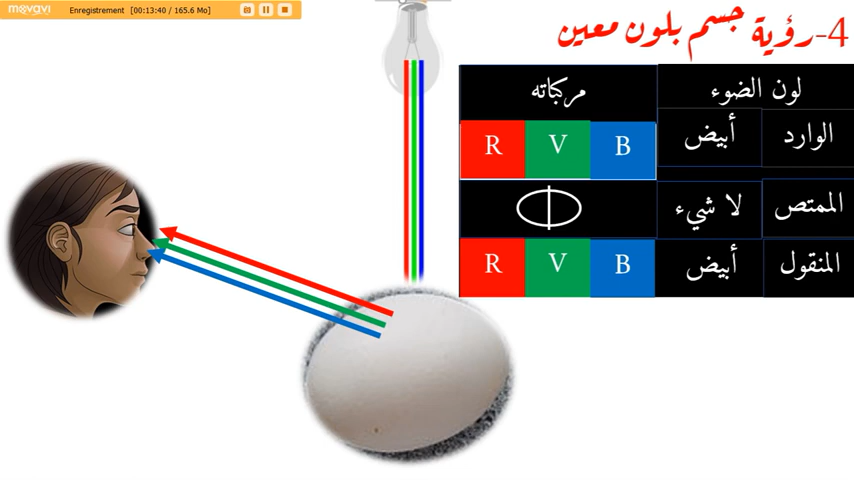 movavi Enregistrement [00:13:40 / 165.6 Mo]
4-رؤية جسم بلون معين
لون الضوء مركباته
الوارد أبيض B V R
الممتص لا شيء
المنقول أبيض B V R